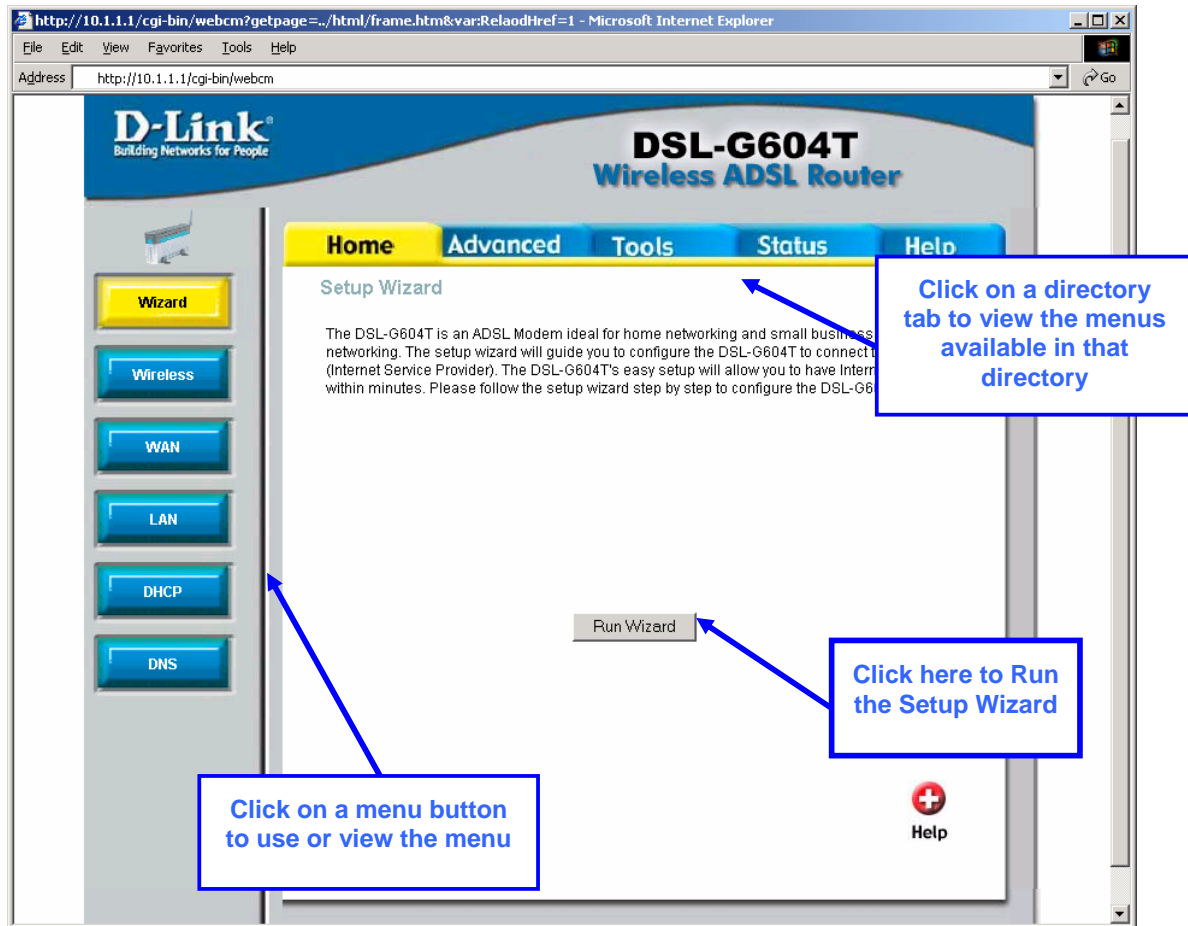 http://10.1.1.1/cgi-bin/webcm?getpage=../html/frame.htm&var:RelaodHref=1 - Microsoft Internet Explorer
File Edit View Favorites Tools Help
Address http://10.1.1.1/cgi-bin/webcm Go
D-Link®
Building Networks for People
DSL-G604T
Wireless ADSL Router
Home Advanced Tools Status Help
Wizard
Wireless
WAN
LAN
DHCP
DNS
Setup Wizard
The DSL-G604T is an ADSL Modem ideal for home networking and small business
networking. The setup wizard will guide you to configure the DSL-G604T to connect
(Internet Service Provider). The DSL-G604T's easy setup will allow you to have
within minutes. Please follow the setup wizard step by step to configure the
Click on a directory
tab to view the menus
available in that
directory
Run Wizard
Click here to Run
the Setup Wizard
Click on a menu button
to use or view the menu
Help